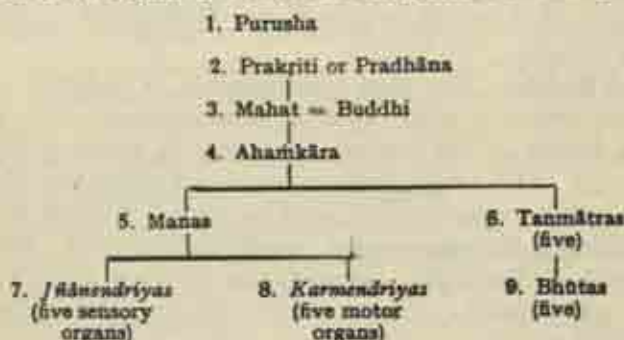 1. Purusha
2. Prakṛiti or Pradhāna
3. Mahat = Buddhi
4. Ahaṁkāra
5. Manas 6. Tanmātras
(five)
7. Jñānendriyas 8. Karmendriyas 9. Bhūtas
(five sensory (five motor (five)
organs) organs)